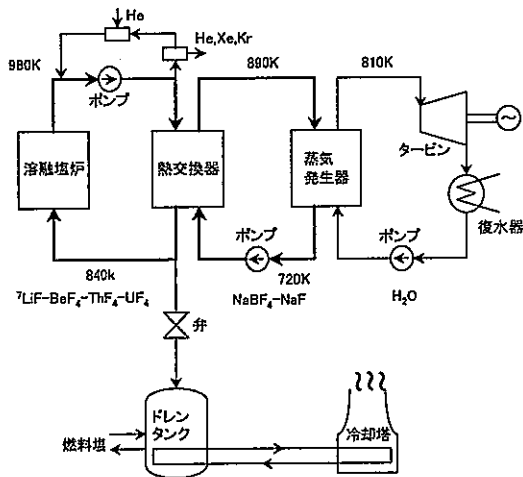 He
He,Xe,Kr
980K
ポンプ
890K
810K
タービン
溶融塩炉
熱交換器
蒸気
発生器
復水器
ポンプ
ポンプ
840k
720K
⁷LiF-BeF₄-ThF₄-UF₄
NaBF₄-NaF
H₂O
弁
ドレン
タンク
燃料塩
冷却塔